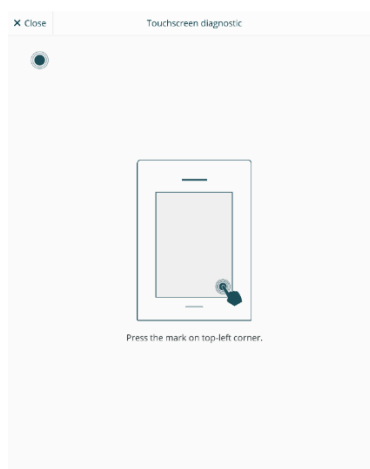 Close
Touchscreen diagnostic
Press the mark on top-left corner.